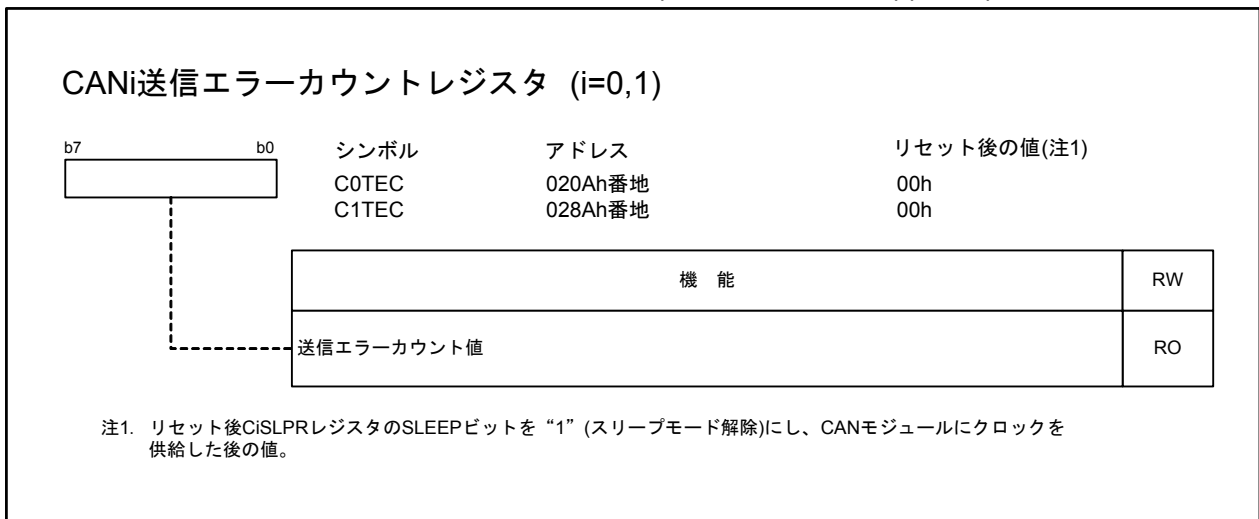 CANi送信エラーカウントレジスタ (i=0,1)
b7 b0 シンボル アドレス リセット後の値(注1)
C0TEC 020Ah番地 00h
C1TEC 028Ah番地 00h
機 能 RW
送信エラーカウント値 RO
注1. リセット後CiSLPRレジスタのSLEEPビットを“1”(スリープモード解除)にし、CANモジュールにクロックを
供給した後の値。